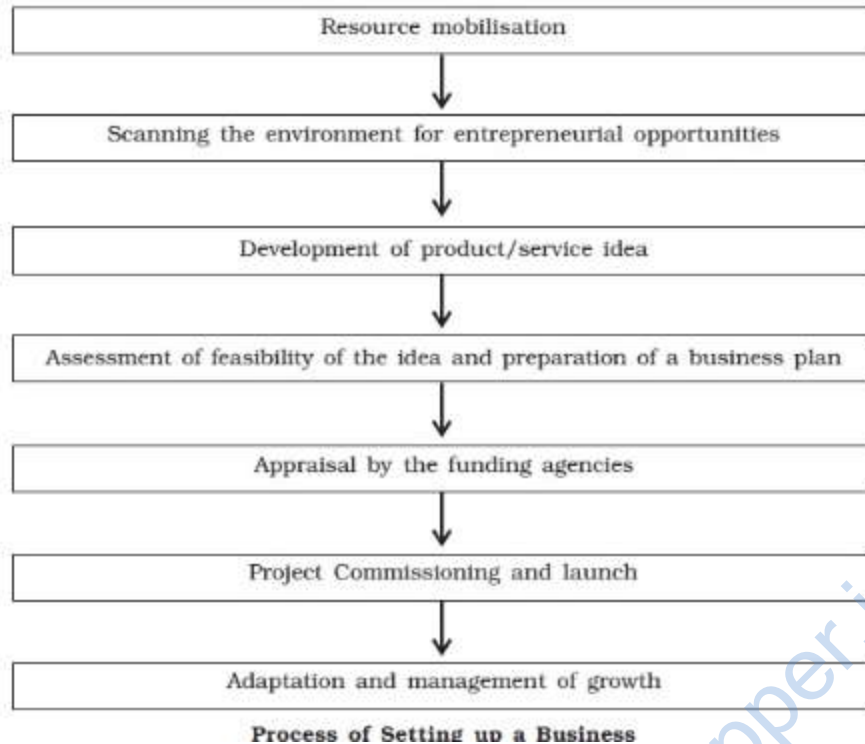 Resource mobilisation
Scanning the environment for entrepreneurial opportunities
Development of product/service idea
Assessment of feasibility of the idea and preparation of a business plan
Appraisal by the funding agencies
Project Commissioning and launch
Adaptation and management of growth
Process of Setting up a Business